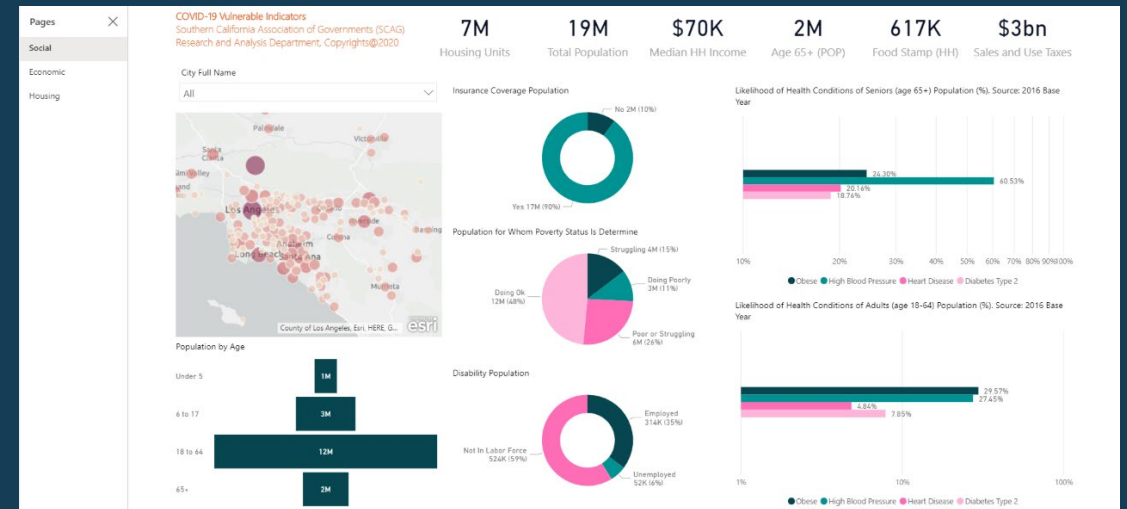 Pages
Social
Economic
Housing
COVID-19 Vulnerable Indicators
Southern California Association of Governments (SCAG)
Research and Analysis Department, Copyrights@2020
7M
Housing Units
19M
Total Population
$70K
Median HH Income
2M
Age 65+ (POP)
617K
Food Stamp (HH)
$3bn
Sales and Use Taxes
City Full Name
All
Palmdale
Victorville
Santa
Clarita
Los Angeles
Riverside
Corona
Banning
Anaheim
Long Beach
Santa Ana
Murrieta
County of Los Angeles, Esri, HERE, G...
esri
Population by Age
Under 5
1M
6 to 17
3M
18 to 64
12M
65+
2M
Insurance Coverage Population
No 2M (10%)
Yes 17M (90%)
Population for Whom Poverty Status Is Determine
Struggling 4M (15%)
Doing Poorly
3M (11%)
Poor or Struggling
6M (26%)
Doing Ok
12M (48%)
Disability Population
Employed
314K (35%)
Unemployed
52K (6%)
Not In Labor Force
524K (59%)
Likelihood of Health Conditions of Seniors (age 65+) Population (%). Source: 2016 Base
Year
24.30%
60.53%
20.16%
18.76%
10% 20% 30% 40% 50% 60% 70% 80% 90% 100%
Obese High Blood Pressure Heart Disease Diabetes Type 2
Likelihood of Health Conditions of Adults (age 18-64) Population (%). Source: 2016 Base
Year
29.57%
27.45%
4.84%
7.85%
1% 10% 100%
Obese High Blood Pressure Heart Disease Diabetes Type 2